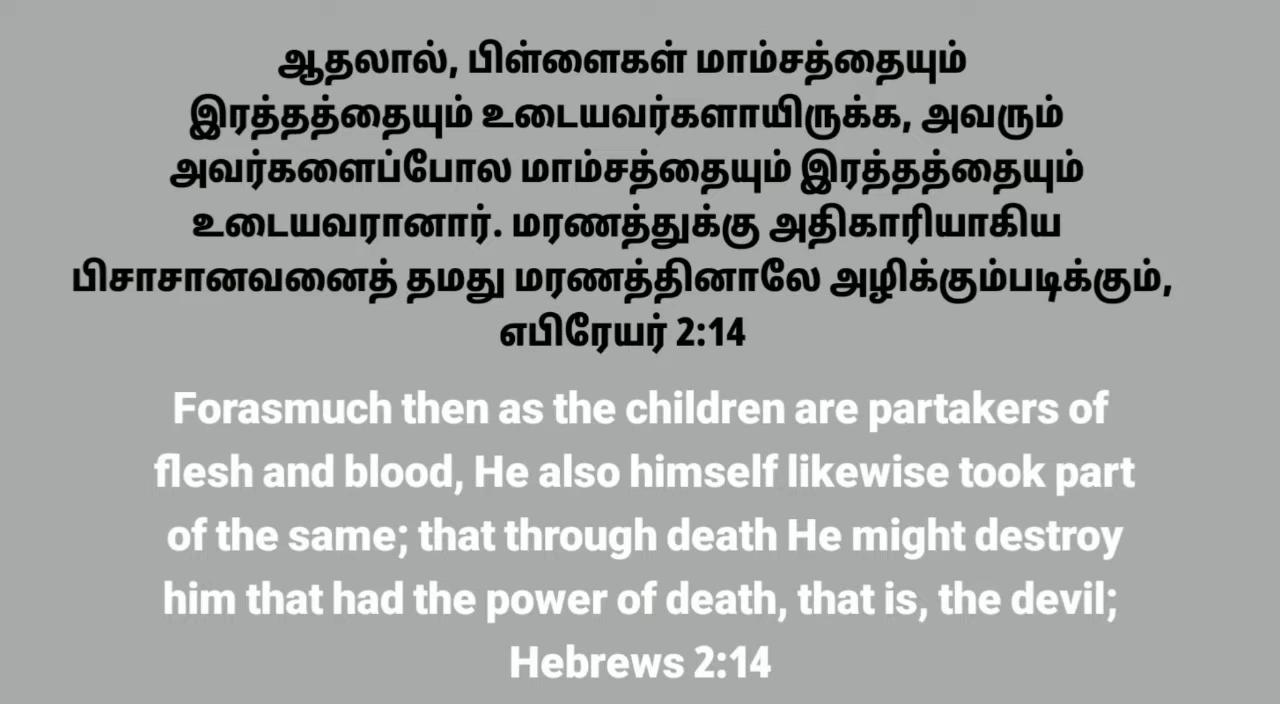 ஆதலால், பிள்ளைகள் மாம்சத்தையும்
இரத்தத்தையும் உடையவர்களாயிருக்க, அவரும்
அவர்களைப்போல மாம்சத்தையும் இரத்தத்தையும்
உடையவரானார். மரணத்துக்கு அதிகாரியாகிய
பிசாசானவனைத் தமது மரணத்தினாலே அழிக்கும்படிக்கும்,
எபிரேயர் 2:14
Forasmuch then as the children are partakers of
flesh and blood, He also himself likewise took part
of the same; that through death He might destroy
him that had the power of death, that is, the devil;
Hebrews 2:14